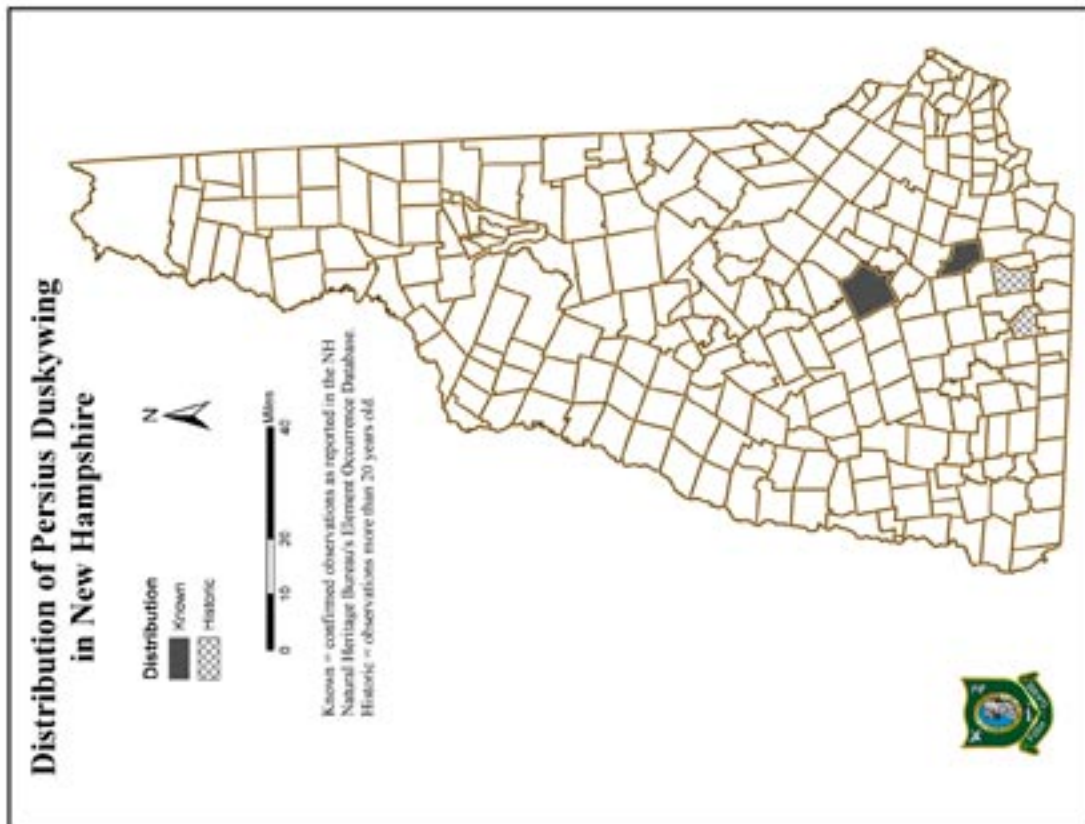 Distribution of Persius Duskywing
in New Hampshire
N
Distribution
Known
Historic
0 10 20 40
Miles
Known = confirmed observations as reported in the NH
Natural Heritage Bureau's Element Occurrence Database.
Historic = observations more than 20 years old